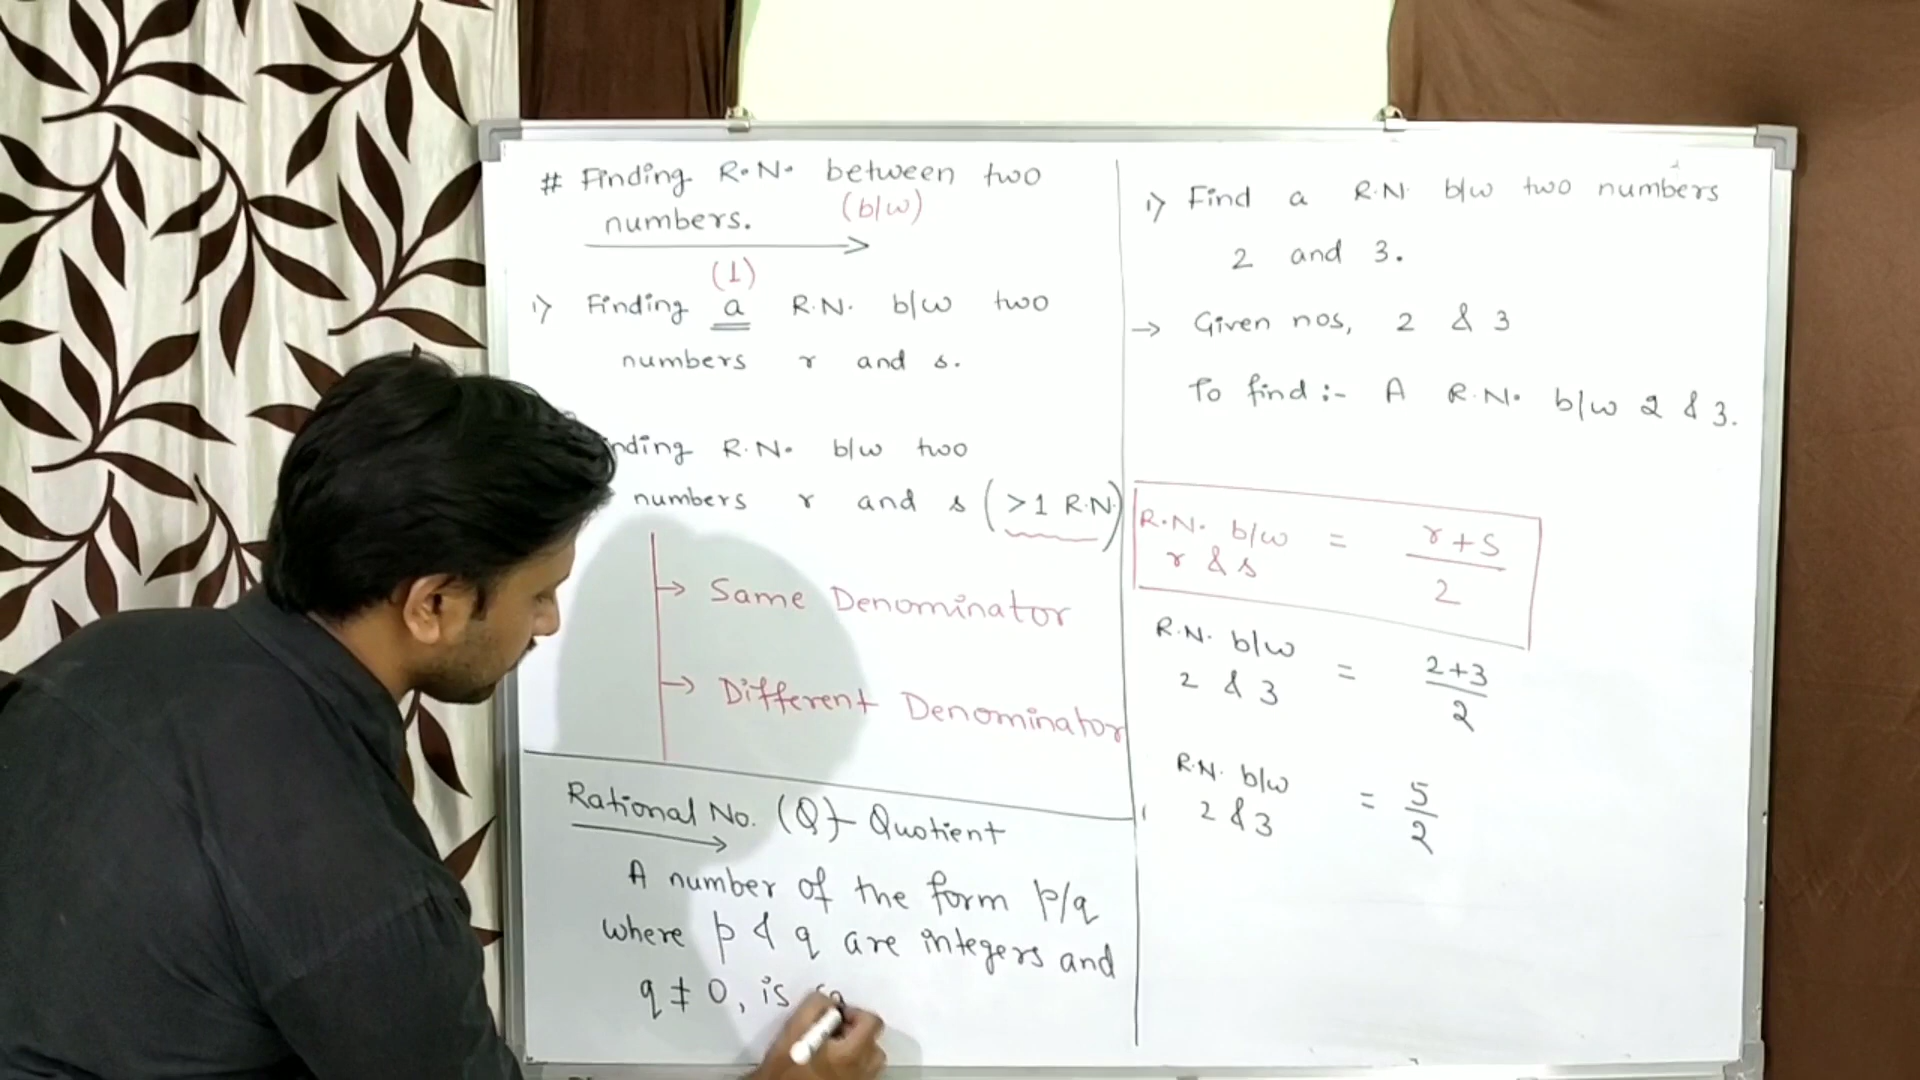 # Finding R.N. between two
(b/w)
numbers.
(1)
1) Finding a R.N. b/w two
numbers r and s.
nding R.N. b/w two
numbers r and s (>1 R.N.)
→ Same Denominator
→ Different Denominator
Rational No. (Q)- Quotient
A number of the form p/q
where p & q are integers and
q ≠ 0, is
1) Find a R.N. b/w two numbers
2 and 3.
→ Given nos, 2 & 3
To find :- A R.N. b/w 2 & 3.
R.N. b/w r & s = r+s/2
R.N. b/w 2 & 3 = 2+3/2
R.N. b/w 2 & 3 = 5/2